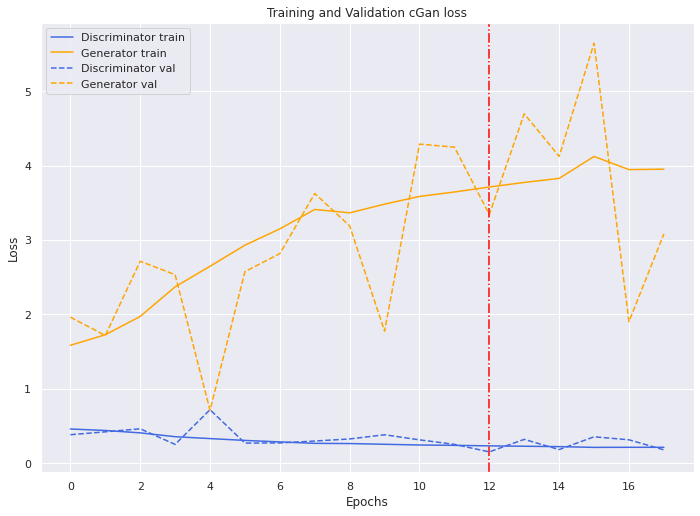 Training and Validation cGan loss
Discriminator train
Generator train
Discriminator val
Generator val
5
4
3
2
1
0
Loss
0 2 4 6 8 10 12 14 16
Epochs